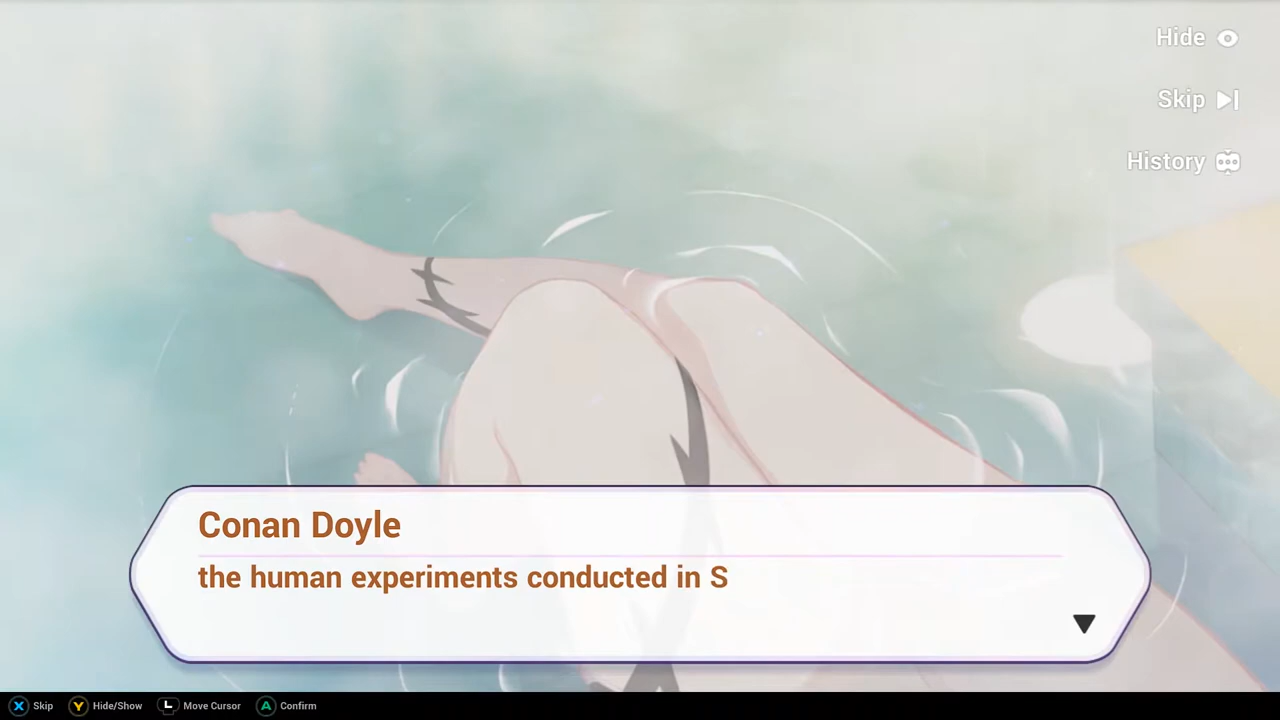 Hide
Skip
History
Conan Doyle
the human experiments conducted in S
X Skip
Y Hide/Show
L Move Cursor
A Confirm